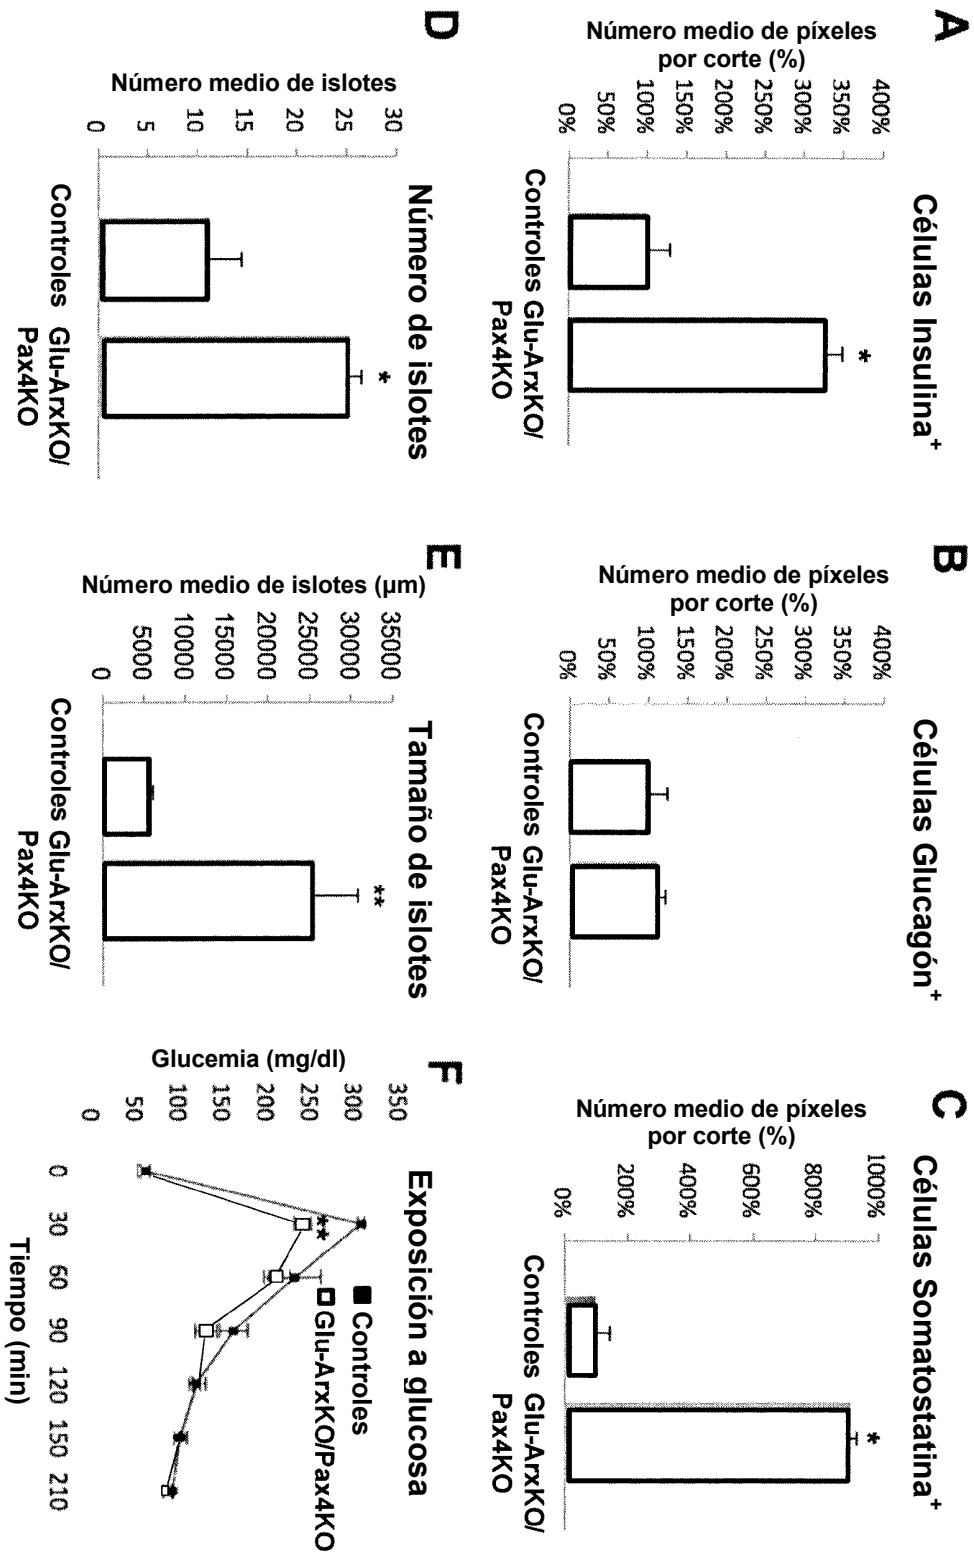 A
Células Insulina+
Número medio de píxeles
por corte (%)
400%
350%
300%
250%
200%
150%
100%
50%
0%
Controles Glu-ArxKO/
Pax4KO
*
B
Células Glucagón+
Número medio de píxeles
por corte (%)
400%
350%
300%
250%
200%
150%
100%
50%
0%
Controles Glu-ArxKO/
Pax4KO
C
Células Somatostatina+
Número medio de píxeles
por corte (%)
1000%
800%
600%
400%
200%
0%
Controles Glu-ArxKO/
Pax4KO
*
D
Número de islotes
Número medio de islotes
30
25
20
15
10
5
0
Controles Glu-ArxKO/
Pax4KO
*
E
Tamaño de islotes
Número medio de islotes (µm)
35000
30000
25000
20000
15000
10000
5000
0
Controles Glu-ArxKO/
Pax4KO
**
F
Exposición a glucosa
Glucemia (mg/dl)
350
300
250
200
150
100
50
0
**
Controles
Glu-ArxKO/Pax4KO
0 30 60 90 120 150 210
Tiempo (min)